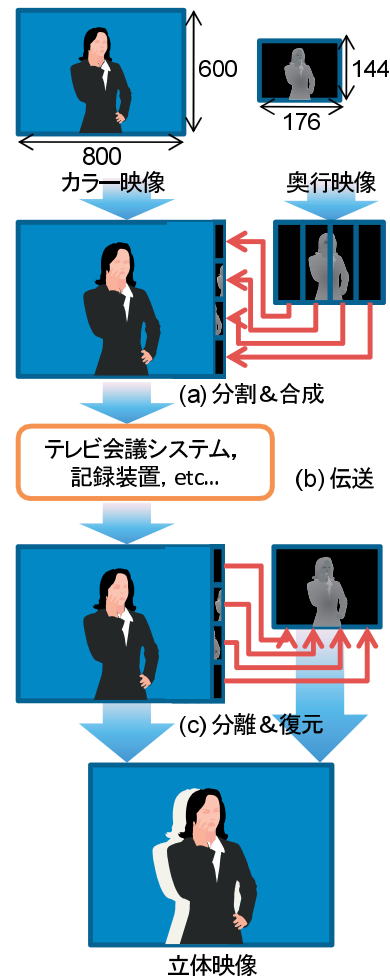 600
144
800
176
カラー映像
奥行映像
(a) 分割＆合成
テレビ会議システム，
記録装置，etc...
(b) 伝送
(c) 分離＆復元
立体映像